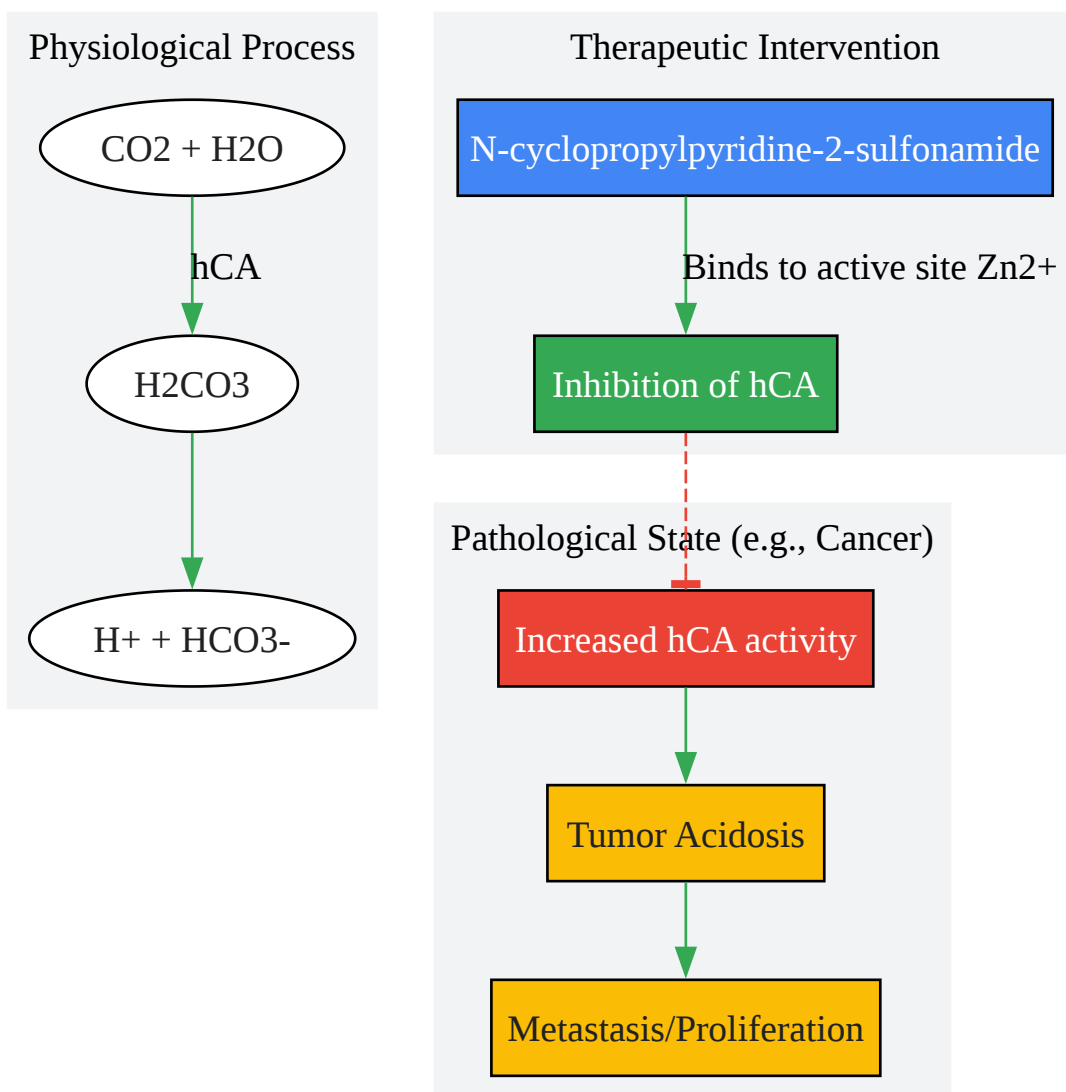 Physiological Process
CO2 + H2O
hCA
H2CO3
H+ + HCO3-
Therapeutic Intervention
N-cyclopropylpyridine-2-sulfonamide
Binds to active site Zn2+
Inhibition of hCA
Pathological State (e.g., Cancer)
Increased hCA activity
Tumor Acidosis
Metastasis/Proliferation